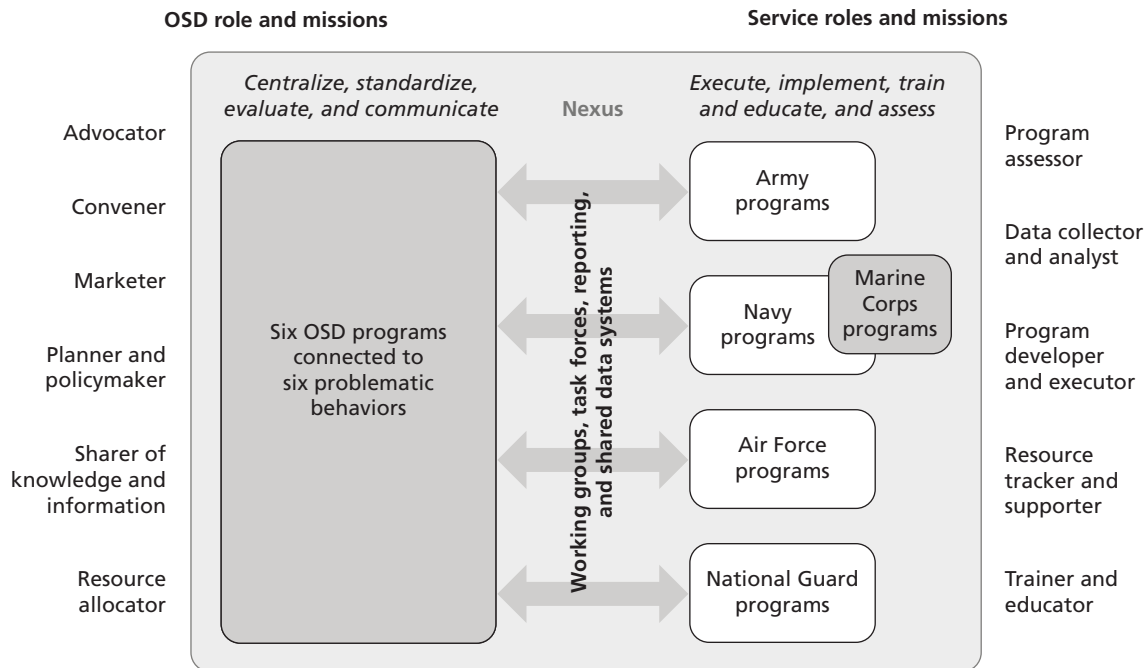 OSD role and missions
Service roles and missions
Centralize, standardize,
evaluate, and communicate
Nexus
Execute, implement, train
and educate, and assess
Advocator
Convener
Marketer
Planner and
policymaker
Sharer of
knowledge and
information
Resource
allocator
Six OSD programs
connected to
six problematic
behaviors
Working groups, task forces, reporting,
and shared data systems
Army
programs
Navy
programs
Marine
Corps
programs
Air Force
programs
National Guard
programs
Program
assessor
Data collector
and analyst
Program
developer
and executor
Resource
tracker and
supporter
Trainer and
educator